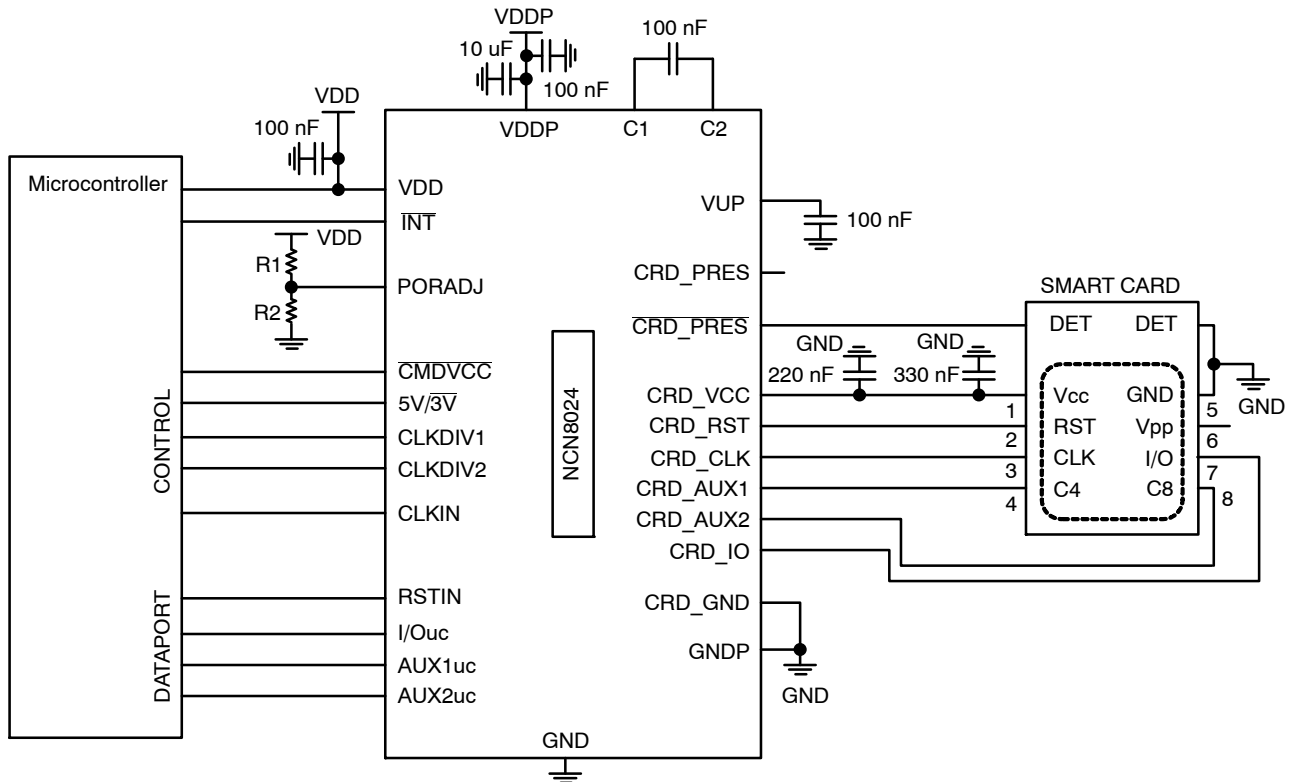 VDDP
10 uF
100 nF
100 nF
VDD
100 nF
VDDP
C1
C2
Microcontroller
VDD
INT
VDD
R1
R2
PORADJ
CMDVCC
5V/3V
CLKDIV1
CLKDIV2
CLKIN
CONTROL
RSTIN
I/Ouc
AUX1uc
AUX2uc
DATAPORT
NCN8024
GND
VUP
100 nF
CRD_PRES
CRD_PRES
CRD_VCC
CRD_RST
CRD_CLK
CRD_AUX1
CRD_AUX2
CRD_IO
CRD_GND
GNDP
GND
GND
220 nF
GND
330 nF
SMART CARD
DET
DET
Vcc
GND
RST
Vpp
CLK
I/O
C4
C8
1
2
3
4
5
6
7
8
GND